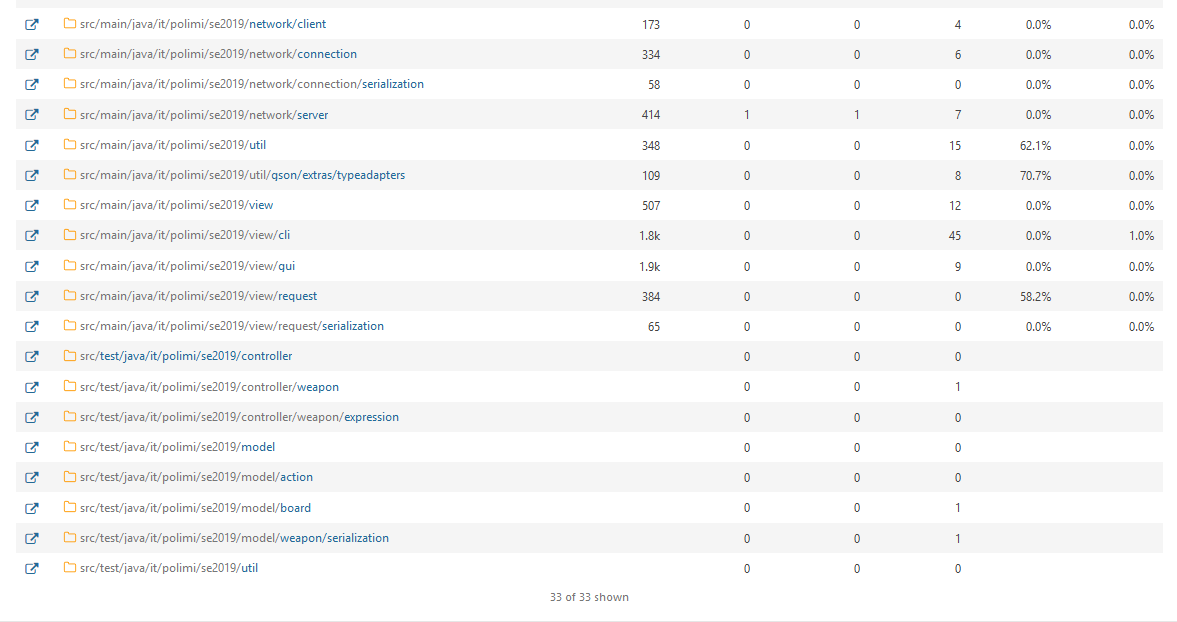 src/main/java/it/polimi/se2019/network/client 173 0 0 4 0.0% 0.0%
src/main/java/it/polimi/se2019/network/connection 334 0 0 6 0.0% 0.0%
src/main/java/it/polimi/se2019/network/connection/serialization 58 0 0 0 0.0% 0.0%
src/main/java/it/polimi/se2019/network/server 414 1 1 7 0.0% 0.0%
src/main/java/it/polimi/se2019/util 348 0 0 15 62.1% 0.0%
src/main/java/it/polimi/se2019/util/gson/extras/typeadapters 109 0 0 8 70.7% 0.0%
src/main/java/it/polimi/se2019/view 507 0 0 12 0.0% 0.0%
src/main/java/it/polimi/se2019/view/cli 1.8k 0 0 45 0.0% 1.0%
src/main/java/it/polimi/se2019/view/gui 1.9k 0 0 9 0.0% 0.0%
src/main/java/it/polimi/se2019/view/request 384 0 0 0 58.2% 0.0%
src/main/java/it/polimi/se2019/view/request/serialization 65 0 0 0 0.0% 0.0%
src/test/java/it/polimi/se2019/controller 0 0 0
src/test/java/it/polimi/se2019/controller/weapon 0 0 1
src/test/java/it/polimi/se2019/controller/weapon/expression 0 0 0
src/test/java/it/polimi/se2019/model 0 0 0
src/test/java/it/polimi/se2019/model/action 0 0 0
src/test/java/it/polimi/se2019/model/board 0 0 1
src/test/java/it/polimi/se2019/model/weapon/serialization 0 0 1
src/test/java/it/polimi/se2019/util 0 0 0
33 of 33 shown